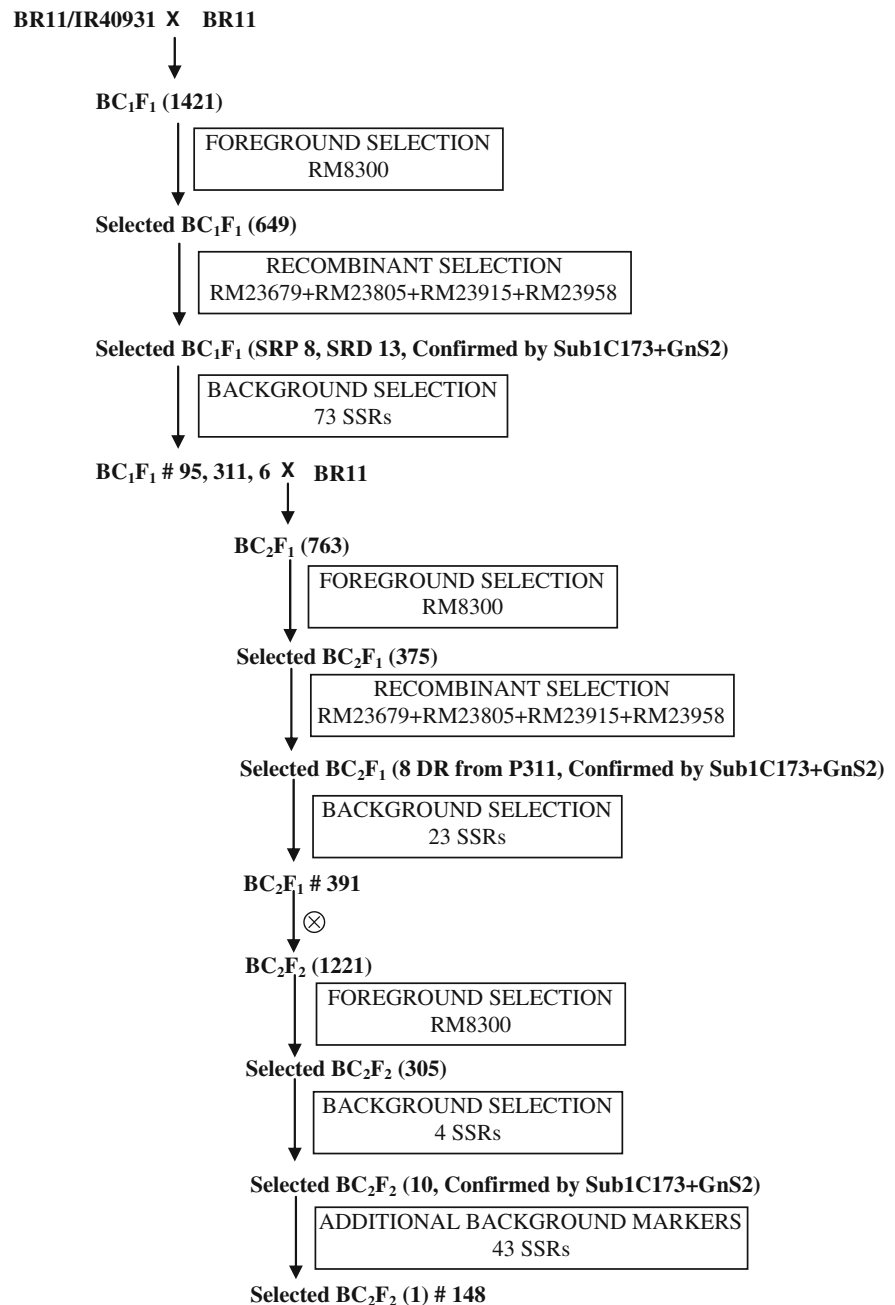 BR11/IR40931 X BR11
BC₁F₁ (1421)
FOREGROUND SELECTION
RM8300
Selected BC₁F₁ (649)
RECOMBINANT SELECTION
RM23679+RM23805+RM23915+RM23958
Selected BC₁F₁ (SRP 8, SRD 13, Confirmed by Sub1C173+GnS2)
BACKGROUND SELECTION
73 SSRs
BC₁F₁ # 95, 311, 6 X BR11
BC₂F₁ (763)
FOREGROUND SELECTION
RM8300
Selected BC₂F₁ (375)
RECOMBINANT SELECTION
RM23679+RM23805+RM23915+RM23958
Selected BC₂F₁ (8 DR from P311, Confirmed by Sub1C173+GnS2)
BACKGROUND SELECTION
23 SSRs
BC₂F₁ # 391
⊗
BC₂F₂ (1221)
FOREGROUND SELECTION
RM8300
Selected BC₂F₂ (305)
BACKGROUND SELECTION
4 SSRs
Selected BC₂F₂ (10, Confirmed by Sub1C173+GnS2)
ADDITIONAL BACKGROUND MARKERS
43 SSRs
Selected BC₂F₂ (1) # 148